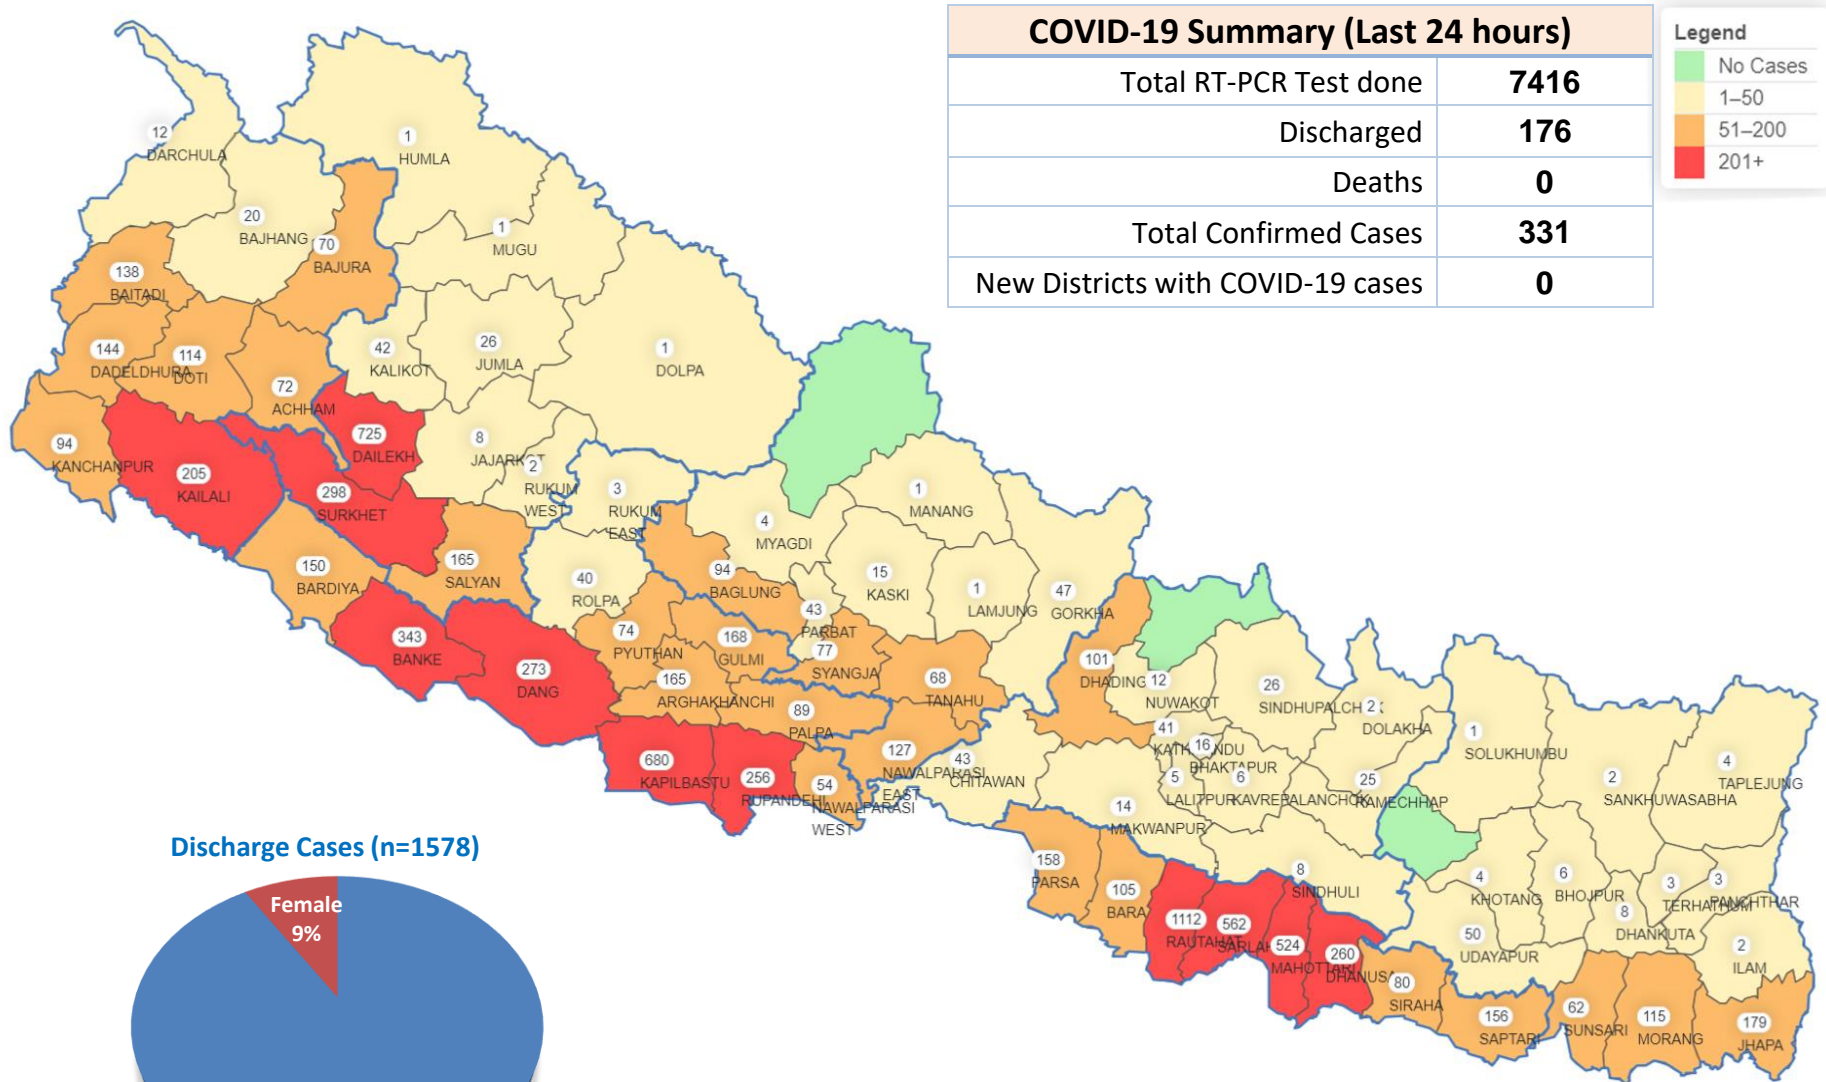 COVID-19 Summary (Last 24 hours)
Total RT-PCR Test done 7416
Discharged 176
Deaths 0
Total Confirmed Cases 331
New Districts with COVID-19 cases 0
Legend
No Cases
1–50
51–200
201+
12
DARCHULA
1
HUMLA
20
BAJHANG
70
BAJURA
1
MUGU
138
BAITADI
144
DADELDHURA
114
DOTI
72
ACHHAM
42
KALIKOT
26
JUMLA
1
DOLPA
94
KANCHANPUR
205
KAILALI
725
DAILEKH
298
SURKHET
8
JAJARKOT
2
RUKUM
WEST
3
RUKUM
EAST
150
BARDIYA
165
SALYAN
40
ROLPA
4
MYAGDI
1
MANANG
94
BAGLUNG
15
KASKI
1
LAMJUNG
47
GORKHA
343
BANKE
273
DANG
74
PYUTHAN
168
GULMI
43
PARBAT
77
SYANGJA
165
ARGHAKHANCHI
68
TANAHU
89
PALPA
101
DHADING
12
NUWAKOT
26
SINDHUPALCHOK
2
DOLAKHA
680
KAPILBASTU
256
RUPANDEHI
54
NAWALPARASI
WEST
127
NAWALPARASI
EAST
43
CHITAWAN
41
KATHMANDU
16
BHAKTAPUR
5
LALITPUR
6
KAVREPALANCHOK
25
RAMECHHAP
1
SOLUKHUMBU
2
SANKHUWASABHA
4
TAPLEJUNG
14
MAKWANPUR
158
PARSA
105
BARA
1112
RAUTAHAT
562
SARLAHI
524
MAHOTTARI
260
DHANUSA
8
SINDHULI
80
SIRAHA
4
KHOTANG
6
BHOJPUR
3
TERHATHUM
3
PANCHTHAR
8
DHANKUTA
50
UDAYAPUR
2
ILAM
156
SAPTARI
62
SUNSARI
115
MORANG
179
JHAPA
Discharge Cases (n=1578)
Female
9%